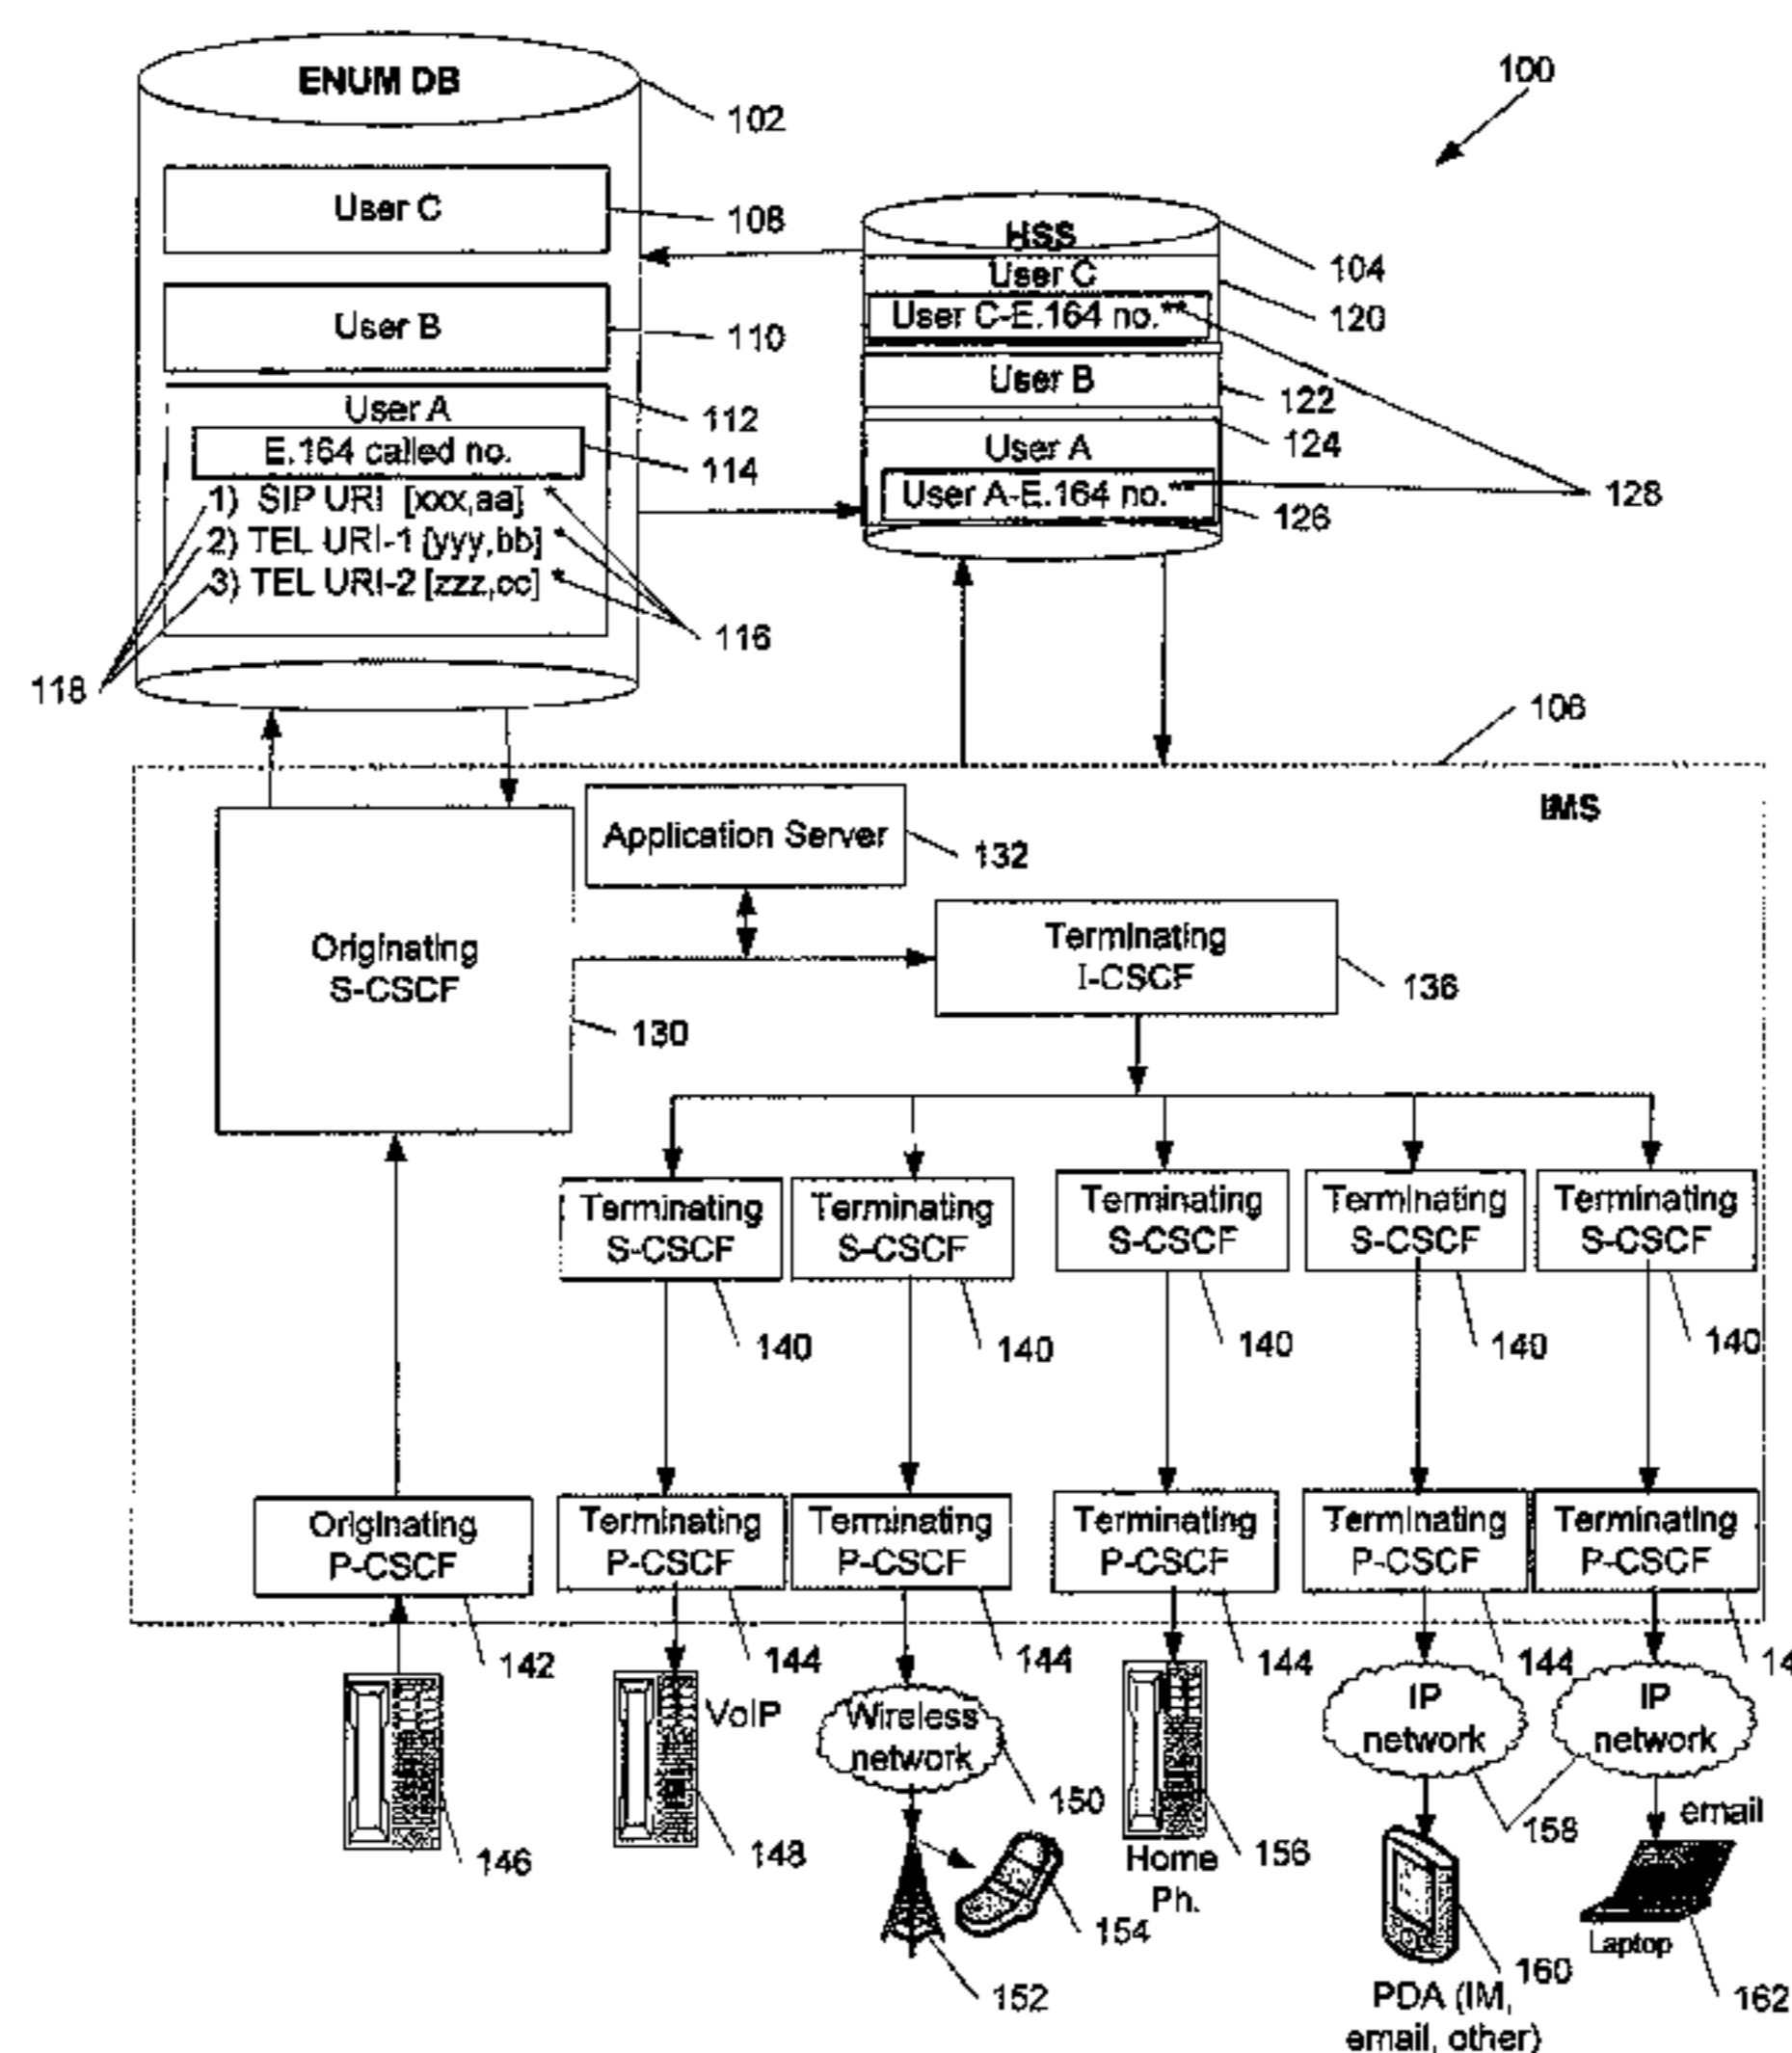 ENUM DB
102
100
User C
108
HSS
104
User C
120
User C-E.164 no.**
User B
110
User B
122
User A
112
124
E.164 called no.
114
User A
1) SIP URI [xxx,aa] *
User A-E.164 no.**
128
126
2) TEL URI-1 [yyy,bb] *
3) TEL URI-2 [zzz,cc] *
116
118
106
IMS
Application Server
132
Originating
S-CSCF
Terminating
I-CSCF
136
130
Terminating
S-CSCF
Terminating
S-CSCF
Terminating
S-CSCF
Terminating
S-CSCF
Terminating
S-CSCF
140
140
140
140
140
Originating
P-CSCF
Terminating
P-CSCF
Terminating
P-CSCF
Terminating
P-CSCF
Terminating
P-CSCF
Terminating
P-CSCF
142
144
144
144
144
VoIP
Wireless
network
IP
network
IP
network
150
158
email
146
148
Home
Ph.
156
154
Laptop
152
160
162
PDA (IM,
email, other)